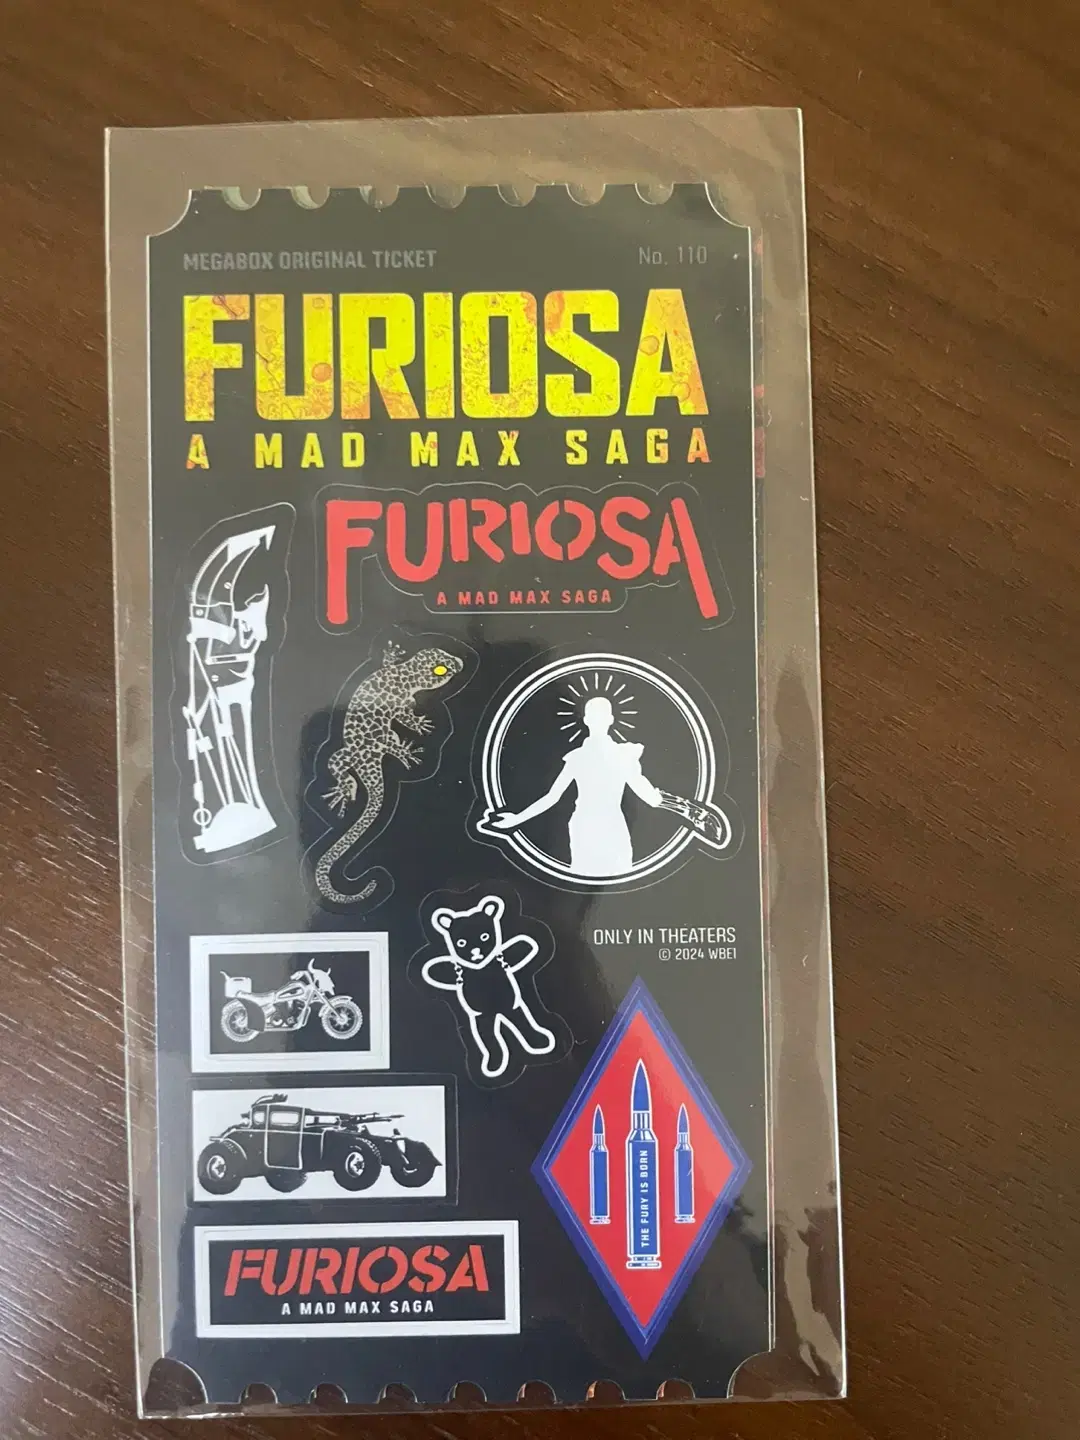 MEGABOX ORIGINAL TICKET No. 110
FURIOSA
A MAD MAX SAGA
FURIOSA
A MAD MAX SAGA
ONLY IN THEATERS
© 2024 WBEI
THE FURY IS BORN
FURIOSA
A MAD MAX SAGA